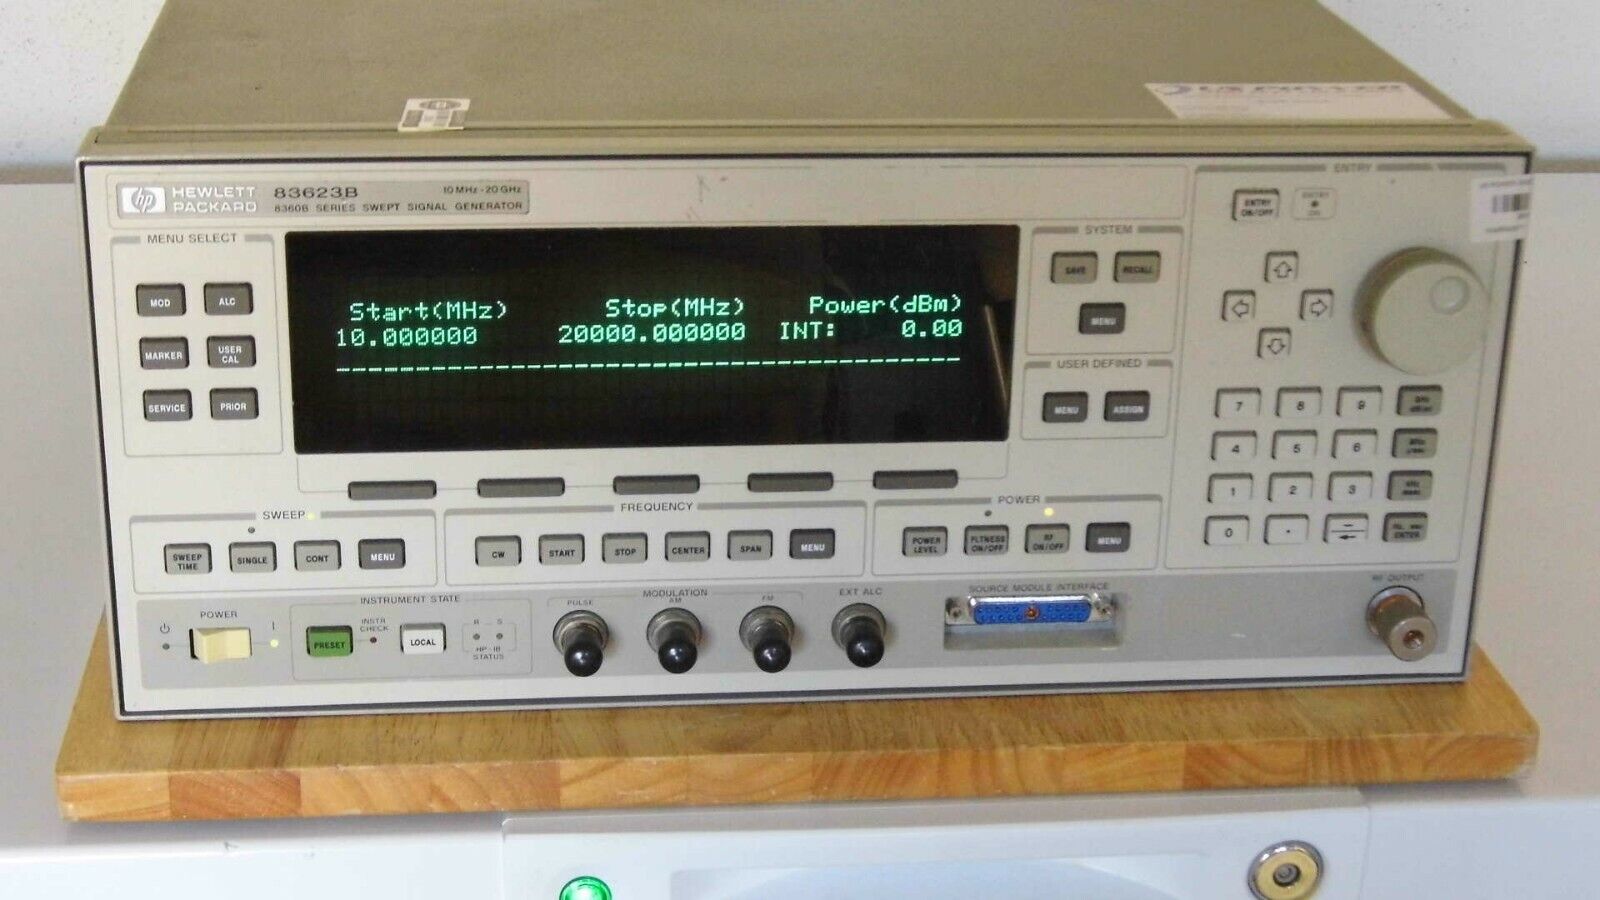 hp HEWLETT PACKARD
83623B 10 MHz - 20 GHz
8360B SERIES SWEPT SIGNAL GENERATOR
MENU SELECT
MOD ALC
MARKER USER CAL
SERVICE PRIOR
Start(MHz) Stop(MHz) Power(dBm)
10.000000 20000.000000 INT: 0.00
SYSTEM
SAVE RECALL
MENU
USER DEFINED
MENU ASSIGN
ENTRY
ENTRY ON/OFF ENTRY ON
7 8 9
4 5 6
1 2 3
0 . -
ENTER
SWEEP
SWEEP TIME SINGLE CONT MENU
FREQUENCY
CW START STOP CENTER SPAN MENU
POWER
POWER LEVEL FLTNESS ON/OFF RF ON/OFF MENU
POWER
INSTRUMENT STATE
PRESET INSTR CHECK LOCAL
R S
HP-IB STATUS
MODULATION
PULSE AM FM
EXT ALC
SOURCE MODULE INTERFACE
RF OUTPUT